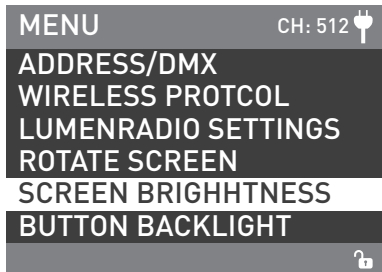 MENU CH: 512
ADDRESS/DMX
WIRELESS PROTCOL
LUMENRADIO SETTINGS
ROTATE SCREEN
SCREEN BRIGHHTNESS
BUTTON BACKLIGHT